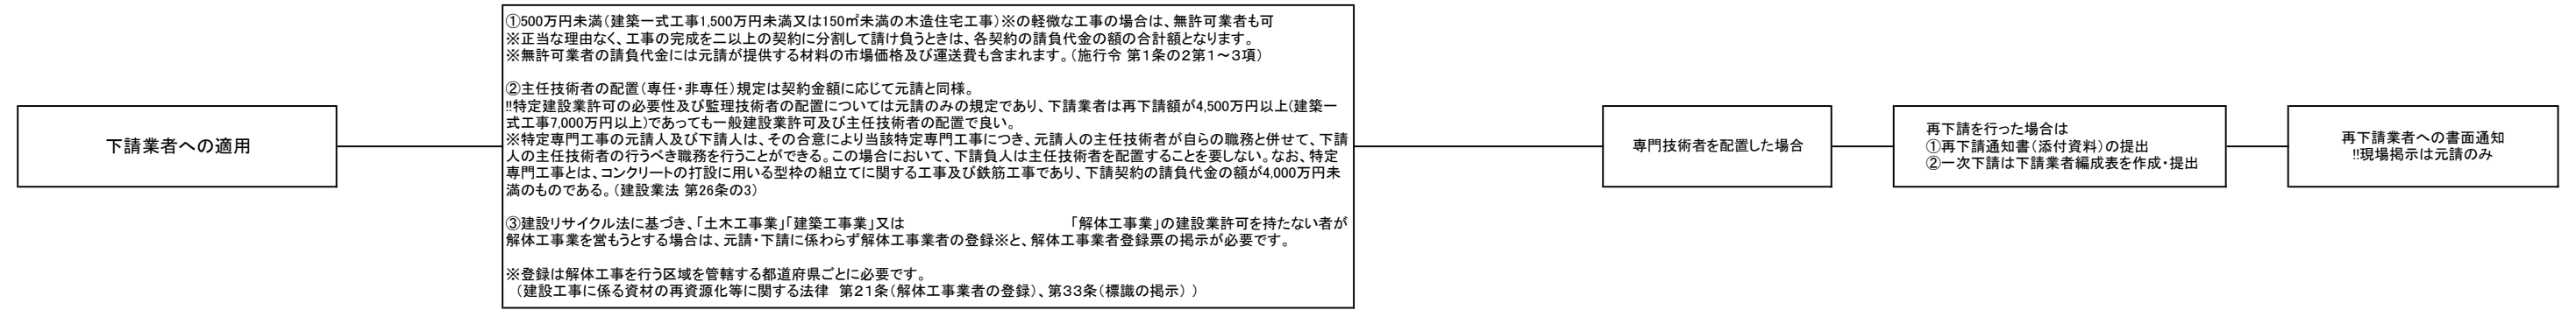 下請業者への適用
①500万円未満（建築一式工事1,500万円未満又は150㎡未満の木造住宅工事）※の軽微な工事の場合は、無許可業者も可
※正当な理由なく、工事の完成を二以上の契約に分割して請け負うときは、各契約の請負代金の額の合計額となります。
※無許可業者の請負代金には元請が提供する材料の市場価格及び運送費も含まれます。（施行令 第１条の２第１～３項）
②主任技術者の配置（専任・非専任）規定は契約金額に応じて元請と同様。
‼特定建設業許可の必要性及び監理技術者の配置については元請のみの規定であり、下請業者は再下請額が4,500万円以上（建築一
式工事7,000万円以上）であっても一般建設業許可及び主任技術者の配置で良い。
※特定専門工事の元請人及び下請人は、その合意により当該特定専門工事につき、元請人の主任技術者が自らの職務と併せて、下請
人の主任技術者の行うべき職務を行うことができる。この場合において、下請負人は主任技術者を配置することを要しない。なお、特定
専門工事とは、コンクリートの打設に用いる型枠の組立てに関する工事及び鉄筋工事であり、下請契約の請負代金の額が4,000万円未
満のものである。（建設業法 第26条の3）
③建設リサイクル法に基づき、「土木工事業」「建築工事業」又は　　　　　　　　　　　　「解体工事業」の建設業許可を持たない者が
解体工事業を営もうとする場合は、元請・下請に係わらず解体工事業者の登録※と、解体工事業者登録票の掲示が必要です。
※登録は解体工事を行う区域を管轄する都道府県ごとに必要です。
（建設工事に係る資材の再資源化等に関する法律　第２１条（解体工事業者の登録）、第３３条（標識の掲示））
専門技術者を配置した場合
再下請を行った場合は
①再下請通知書（添付資料）の提出
②一次下請は下請業者編成表を作成・提出
再下請業者への書面通知
‼現場掲示は元請のみ